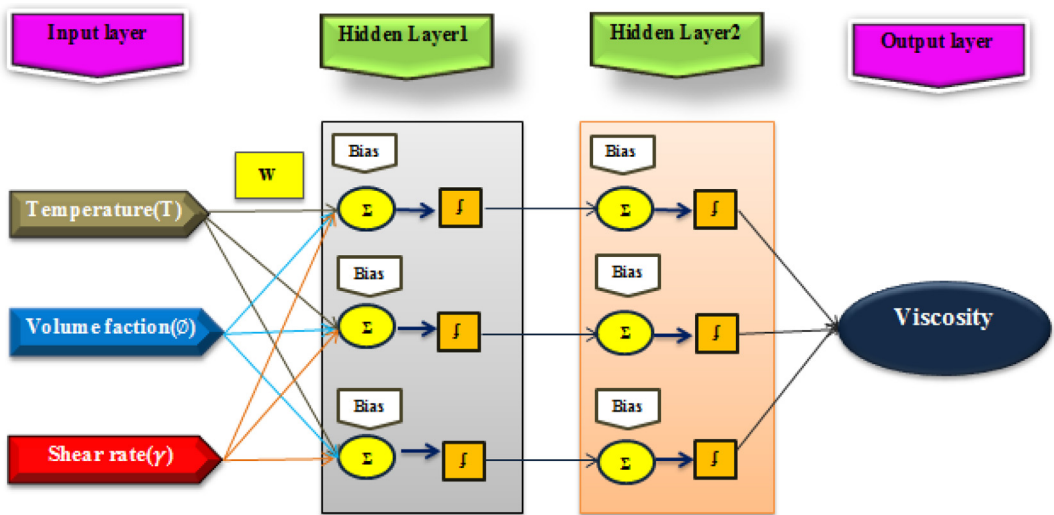 Input layer
Hidden Layer1
Hidden Layer2
Output layer
Bias
Bias
W
Temperature(T)
Σ
ƒ
Σ
ƒ
Bias
Bias
Volume faction(∅)
Σ
ƒ
Σ
ƒ
Viscosity
Bias
Bias
Shear rate(γ)
Σ
ƒ
Σ
ƒ